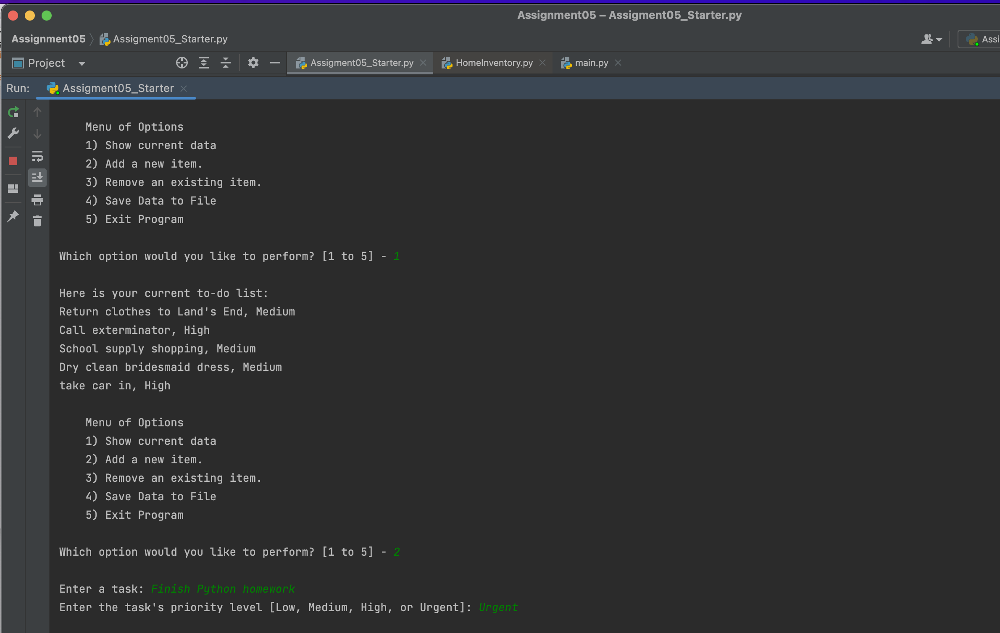 Assignment05 – Assigment05_Starter.py
Assignment05 Assigment05_Starter.py Assi
Project Assigment05_Starter.py HomeInventory.py main.py
Run: Assigment05_Starter
Menu of Options
1) Show current data
2) Add a new item.
3) Remove an existing item.
4) Save Data to File
5) Exit Program
Which option would you like to perform? [1 to 5] - 1
Here is your current to-do list:
Return clothes to Land's End, Medium
Call exterminator, High
School supply shopping, Medium
Dry clean bridesmaid dress, Medium
take car in, High
Menu of Options
1) Show current data
2) Add a new item.
3) Remove an existing item.
4) Save Data to File
5) Exit Program
Which option would you like to perform? [1 to 5] - 2
Enter a task: Finish Python homework
Enter the task's priority level [Low, Medium, High, or Urgent]: Urgent